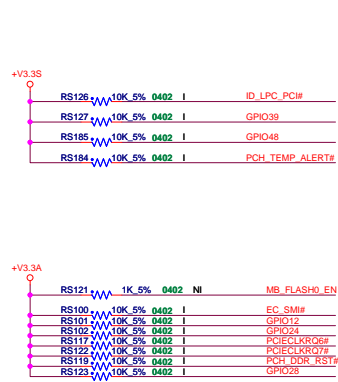 +V3.3S
RS126 10K_5% 0402 I ID_LPC_PCI#
RS127 10K_5% 0402 I GPIO39
RS185 10K_5% 0402 I GPIO48
RS184 10K_5% 0402 I PCH_TEMP_ALERT#
+V3.3A
RS121 1K_5% 0402 NI MB_FLASH0_EN
RS100 10K_5% 0402 I EC_SMI#
RS101 10K_5% 0402 I GPIO12
RS102 10K_5% 0402 I GPIO24
RS117 10K_5% 0402 I PCIECLKRQ6#
RS122 10K_5% 0402 I PCIECLKRQ7#
RS119 10K_5% 0402 I PCH_DDR_RST#
RS123 10K_5% 0402 I GPIO28